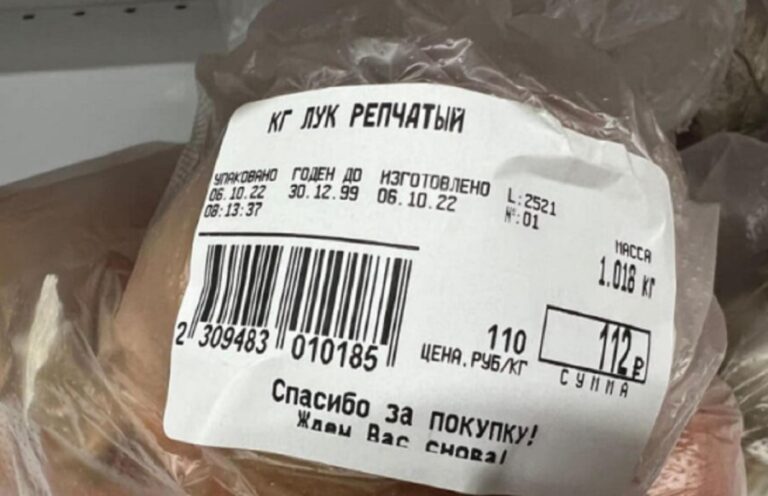 КГ ЛУК РЕПЧАТЫЙ
УПАКОВАНО ГОДЕН ДО ИЗГОТОВЛЕНО L:2521
06.10.22 30.12.99 06.10.22 №:01
08:13:37
МАССА
1.018 КГ
2 309483 010185
110 112₽
ЦЕНА.РУБ/КГ СУММА
Спасибо за ПОКУПКУ!
Ждем Вас снова!